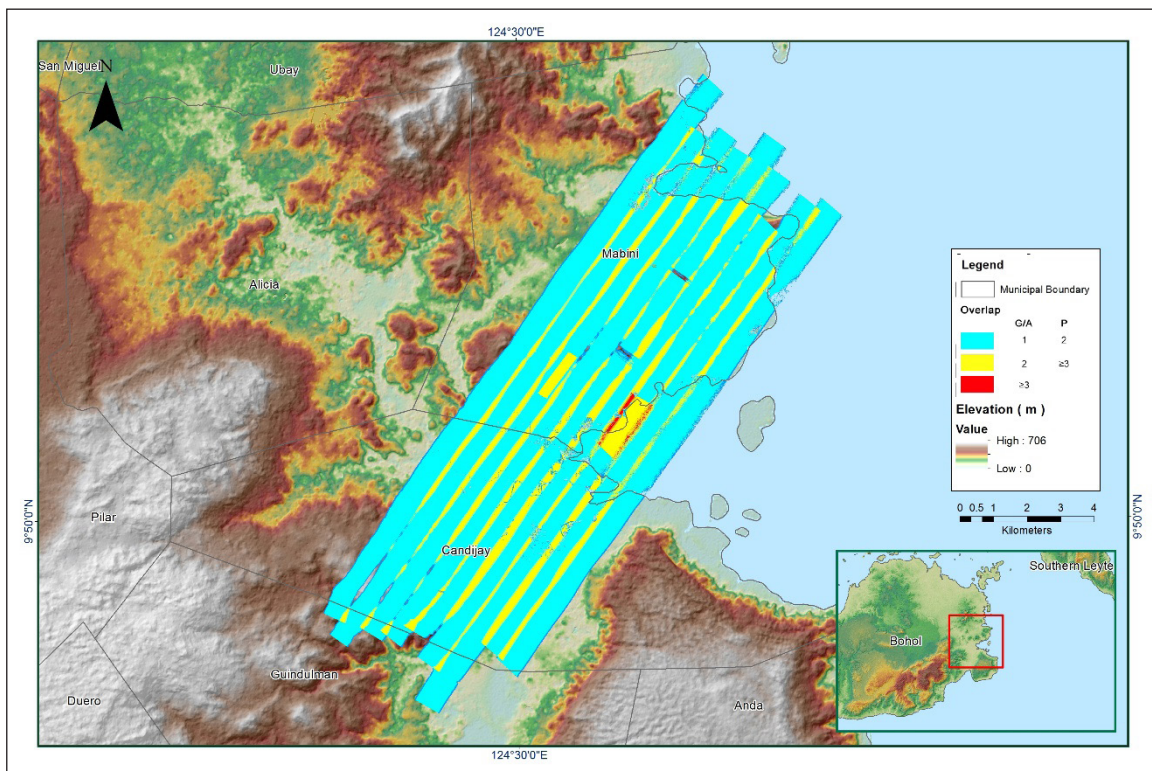 124°30'0"E
San Miguel
N
Ubay
Mabini
Alicia
Legend
Municipal Boundary
Overlap
G/A P
1 2
2 ≥3
≥3
Elevation ( m )
Value
High : 706
Low : 0
0 0.5 1 2 3 4
Kilometers
9°50'0"N
9°50'0"N
Pilar
Candijay
Southern Leyte
Bohol
Guindulman
Duero
Anda
124°30'0"E